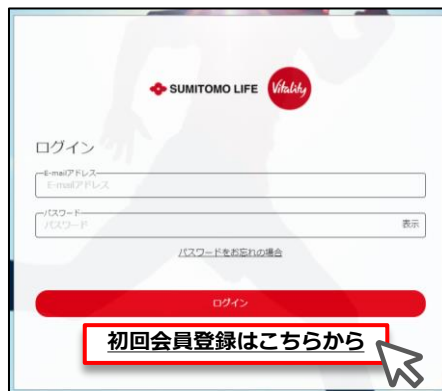 SUMITOMO LIFE Vitality
ログイン
E-mailアドレス
E-mailアドレス
パスワード
パスワード 表示
パスワードをお忘れの場合
ログイン
初回会員登録はこちらから